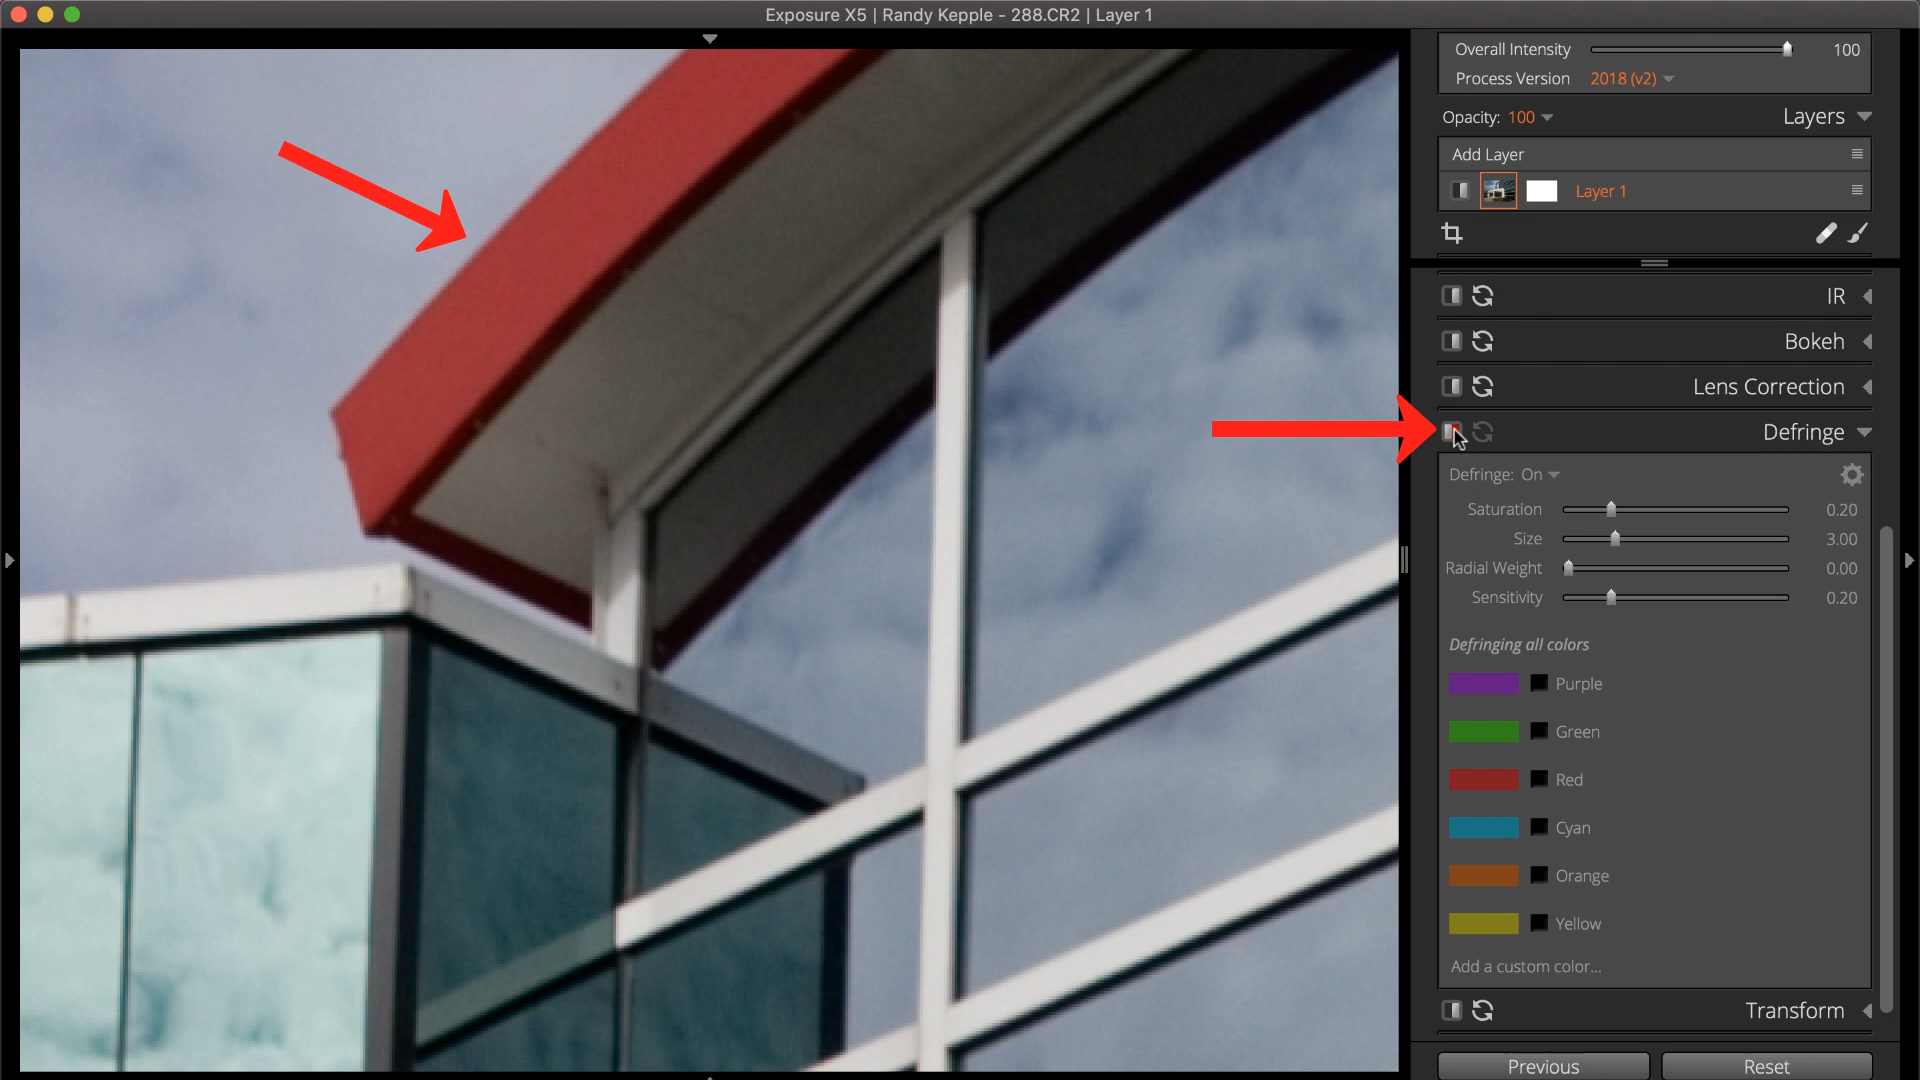 Exposure X5 | Randy Kepple - 288.CR2 | Layer 1
Overall Intensity 100
Process Version 2018 (v2)
Opacity: 100 Layers
Add Layer
Layer 1
IR
Bokeh
Lens Correction
Defringe
Defringe: On
Saturation 0.20
Size 3.00
Radial Weight 0.00
Sensitivity 0.20
Defringing all colors
Purple
Green
Red
Cyan
Orange
Yellow
Add a custom color...
Transform
Previous Reset